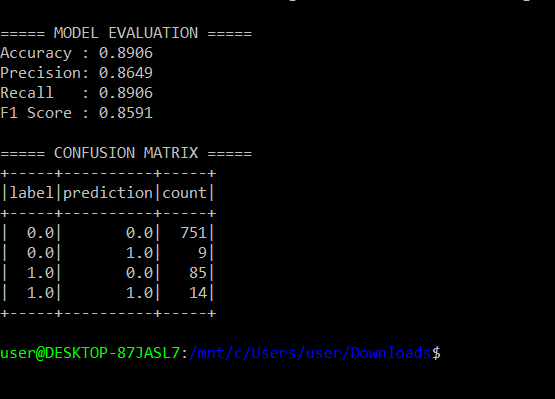 ===== MODEL EVALUATION =====
Accuracy : 0.8906
Precision: 0.8649
Recall   : 0.8906
F1 Score : 0.8591
===== CONFUSION MATRIX =====
+-----+----------+-----+
|label|prediction|count|
+-----+----------+-----+
|  0.0|       0.0|  751|
|  0.0|       1.0|    9|
|  1.0|       0.0|   85|
|  1.0|       1.0|   14|
+-----+----------+-----+
user@DESKTOP-87JASL7:/mnt/c/Users/user/Downloads$